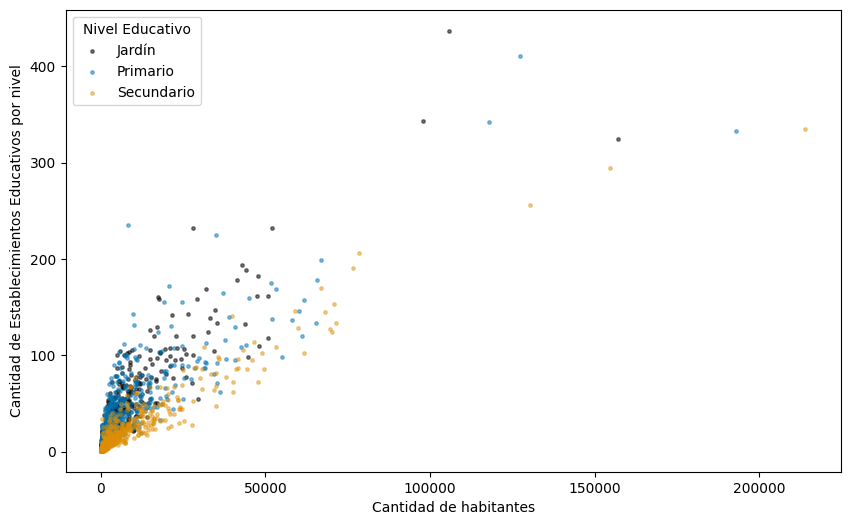 Nivel Educativo
Jardín
Primario
Secundario
Cantidad de Establecimientos Educativos por nivel
400
300
200
100
0
0
50000
100000
150000
200000
Cantidad de habitantes